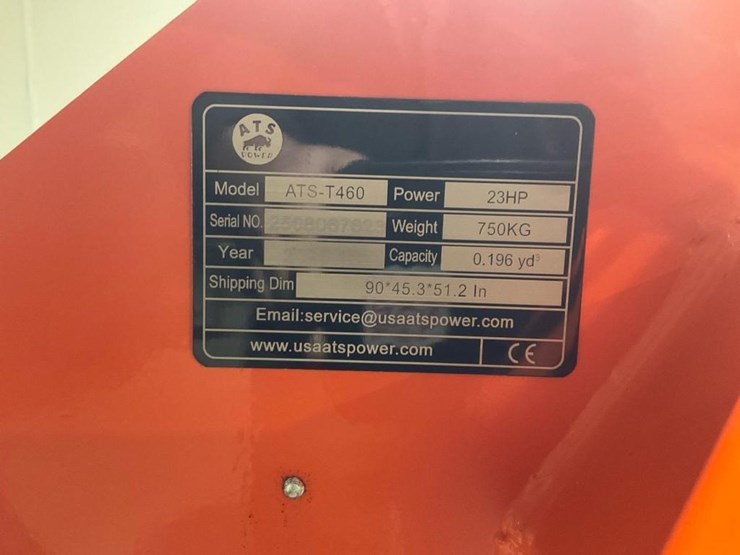 ATS
POWER
Model ATS-T460 Power 23HP
Serial NO. Weight 750KG
Year Capacity 0.196 yd³
Shipping Dim 90*45.3*51.2 In
Email:service@usaatspower.com
www.usaatspower.com CE